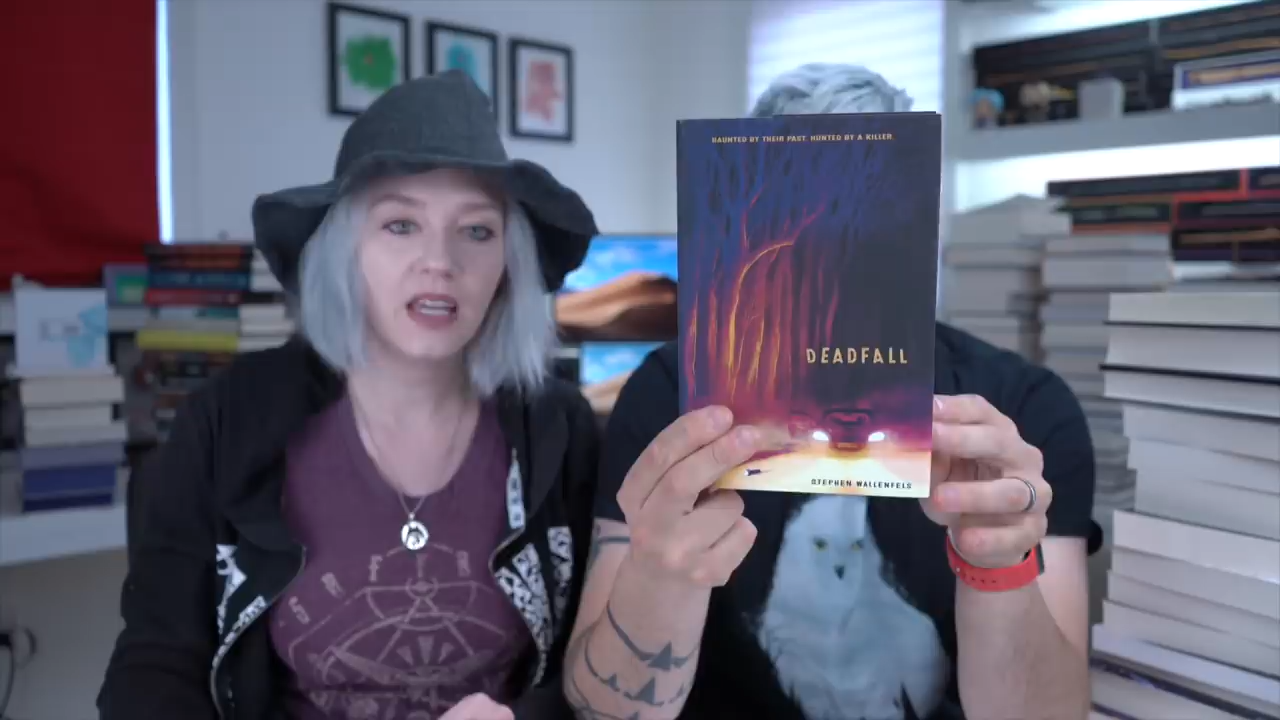 HAUNTED BY THEIR PAST. HUNTED BY A KILLER.
DEADFALL
STEPHEN WALLENFELS